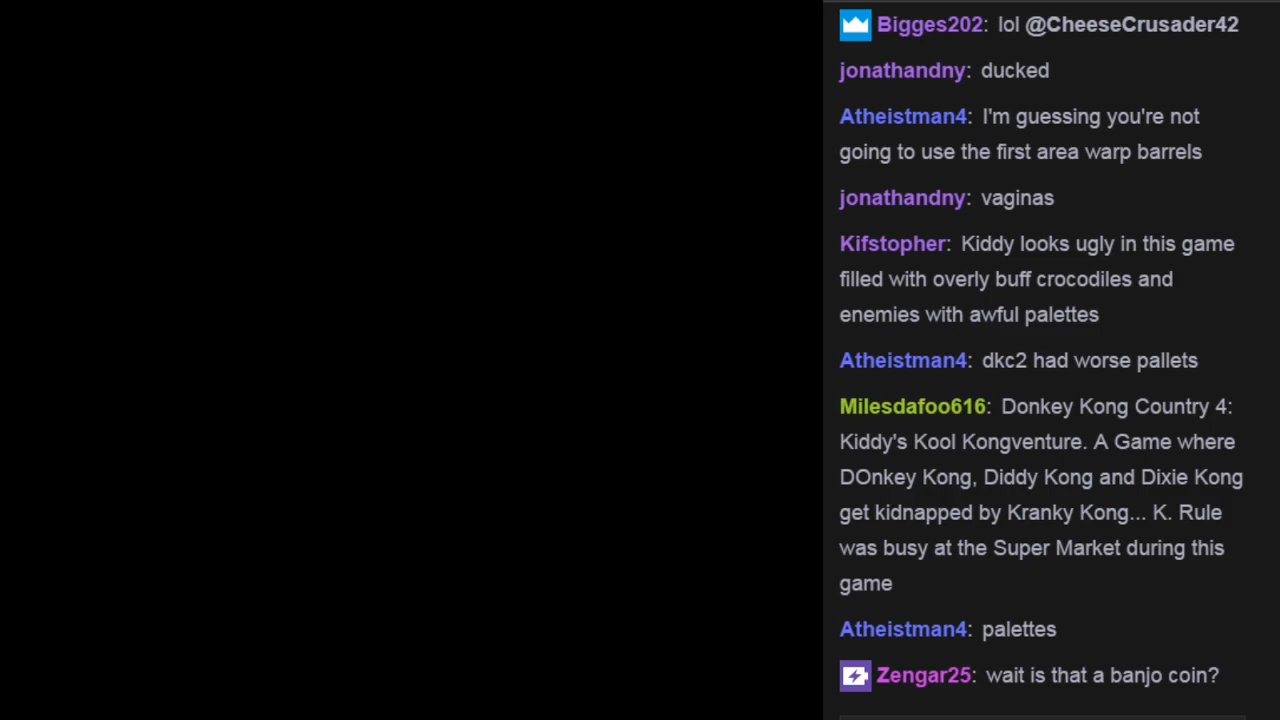 Bigges202: lol @CheeseCrusader42
jonathandny: ducked
Atheistman4: I'm guessing you're not
going to use the first area warp barrels
jonathandny: vaginas
Kifstopher: Kiddy looks ugly in this game
filled with overly buff crocodiles and
enemies with awful palettes
Atheistman4: dkc2 had worse pallets
Milesdafoo616: Donkey Kong Country 4:
Kiddy's Kool Kongventure. A Game where
DOnkey Kong, Diddy Kong and Dixie Kong
get kidnapped by Kranky Kong... K. Rule
was busy at the Super Market during this
game
Atheistman4: palettes
Zengar25: wait is that a banjo coin?